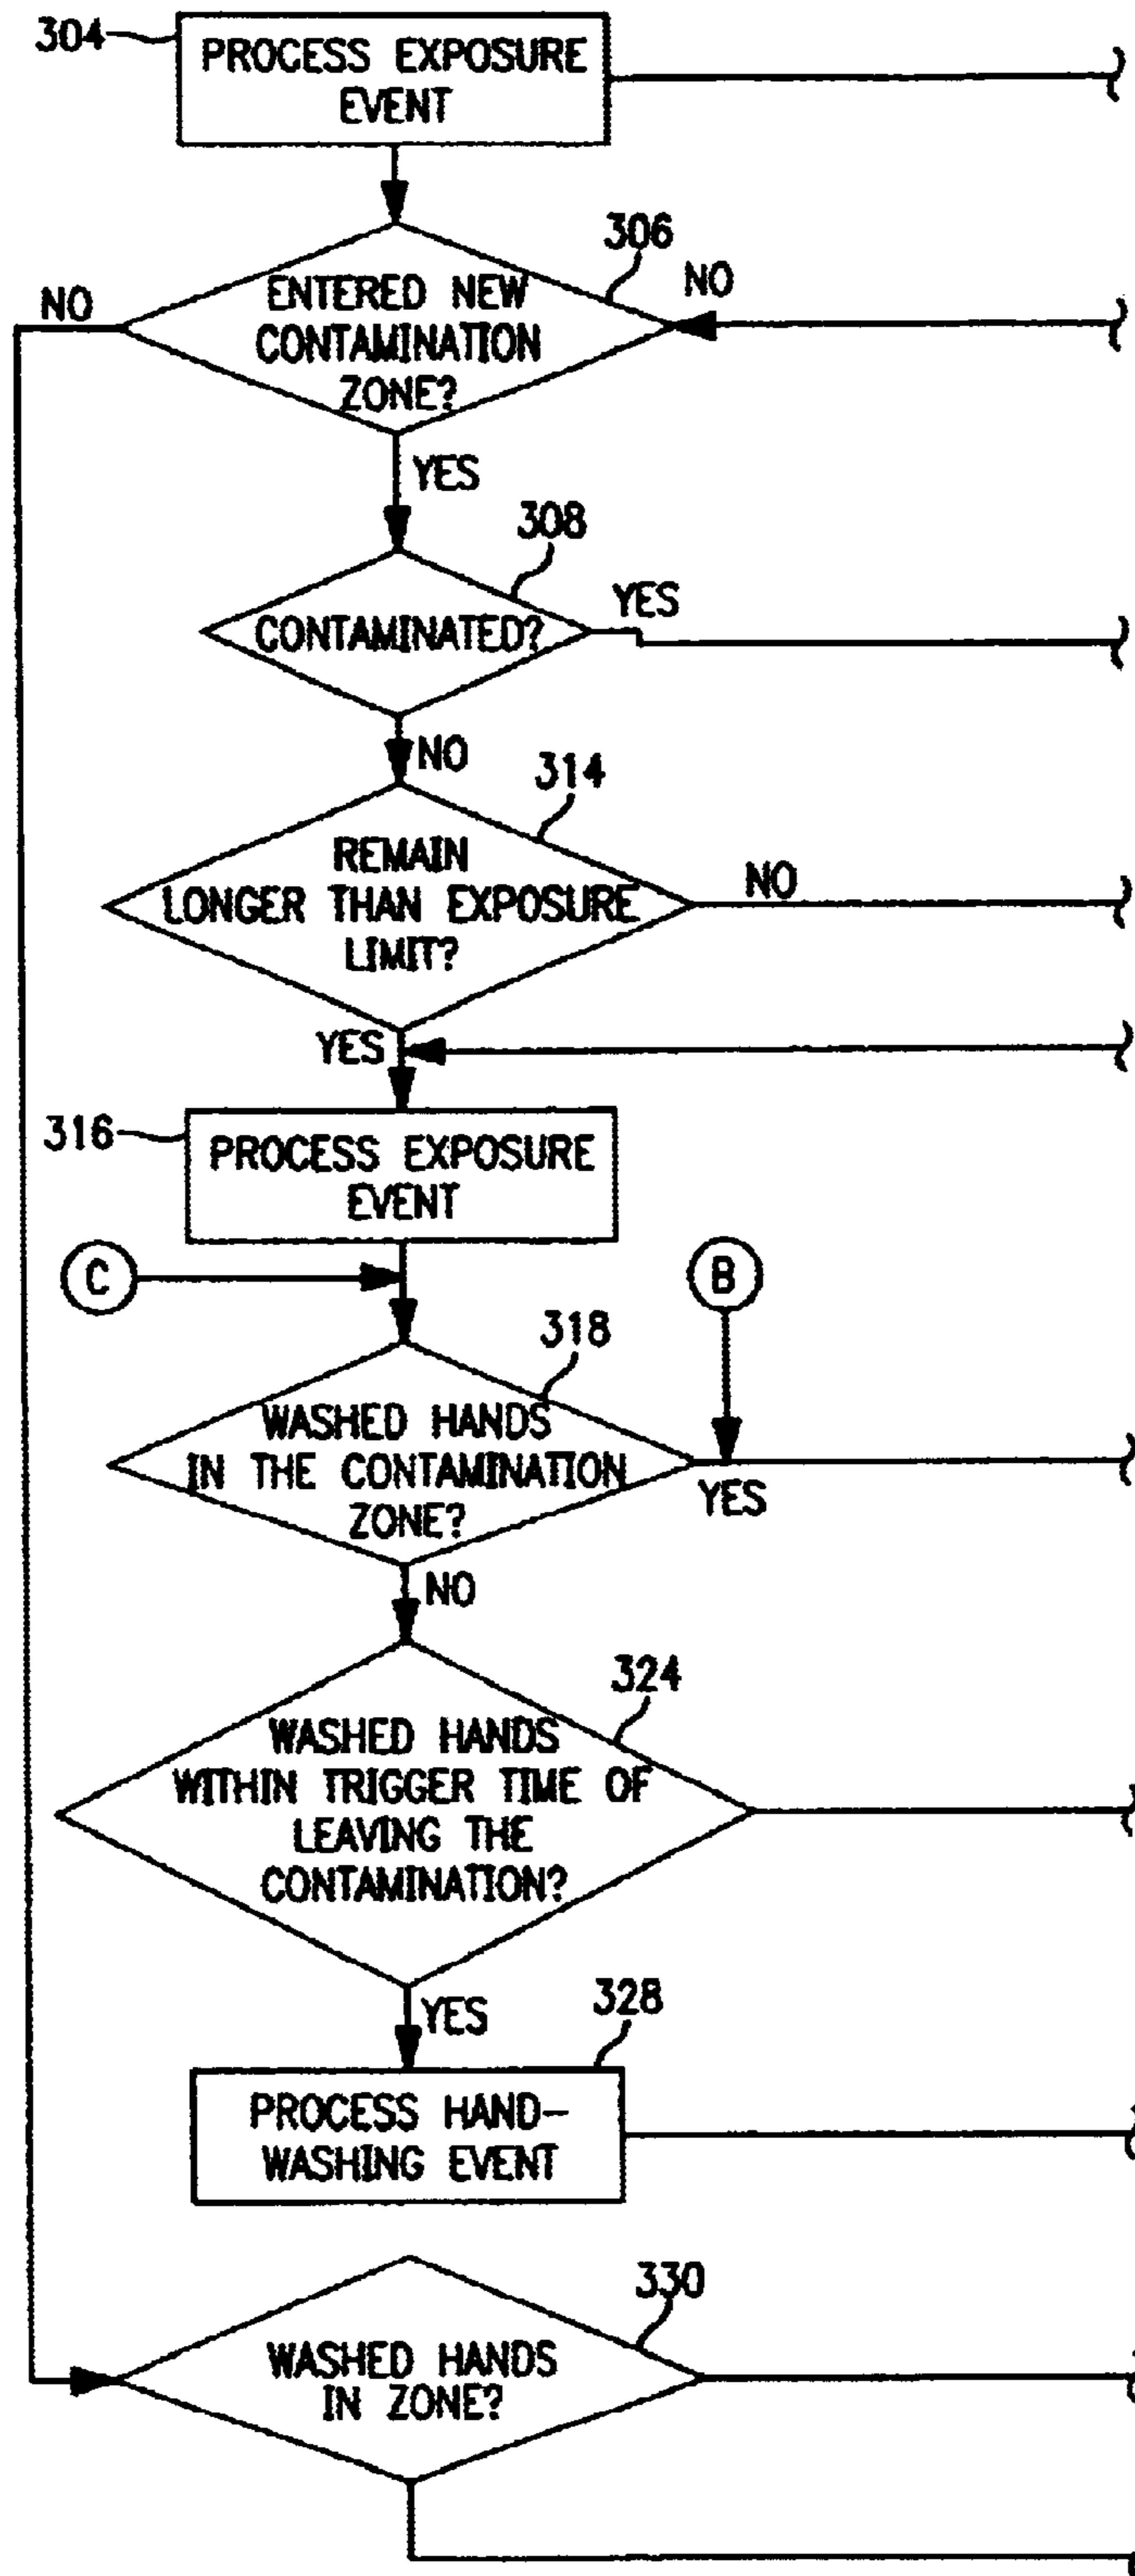 304
PROCESS EXPOSURE
EVENT
306
NO
NO
ENTERED NEW
CONTAMINATION
ZONE?
YES
308
YES
CONTAMINATED?
NO
314
REMAIN
LONGER THAN EXPOSURE
LIMIT?
NO
YES
316
PROCESS EXPOSURE
EVENT
C
B
318
WASHED HANDS
IN THE CONTAMINATION
ZONE?
YES
NO
324
WASHED HANDS
WITHIN TRIGGER TIME OF
LEAVING THE
CONTAMINATION?
YES
328
PROCESS HAND-
WASHING EVENT
330
WASHED HANDS
IN ZONE?